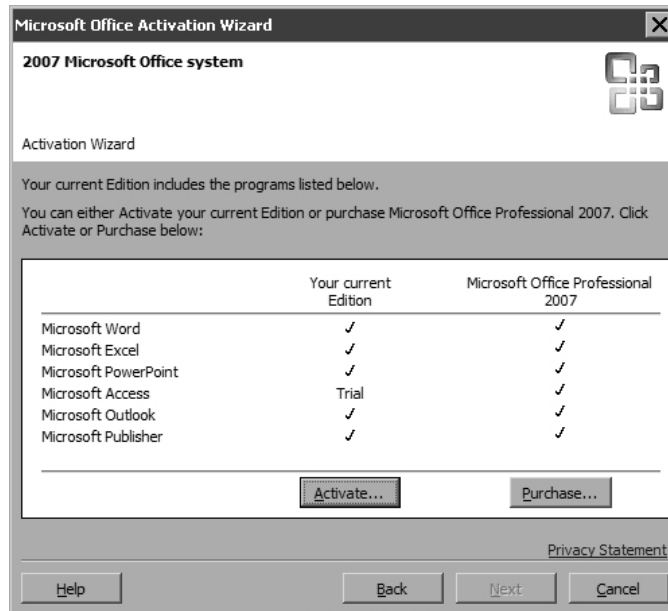 Microsoft Office Activation Wizard
2007 Microsoft Office system
Activation Wizard
Your current Edition includes the programs listed below.
You can either Activate your current Edition or purchase Microsoft Office Professional 2007. Click
Activate or Purchase below:
Your current Edition
Microsoft Office Professional 2007
Microsoft Word ✓ ✓
Microsoft Excel ✓ ✓
Microsoft PowerPoint ✓ ✓
Microsoft Access Trial ✓
Microsoft Outlook ✓ ✓
Microsoft Publisher ✓ ✓
Activate... Purchase...
Privacy Statement
Help Back Next Cancel